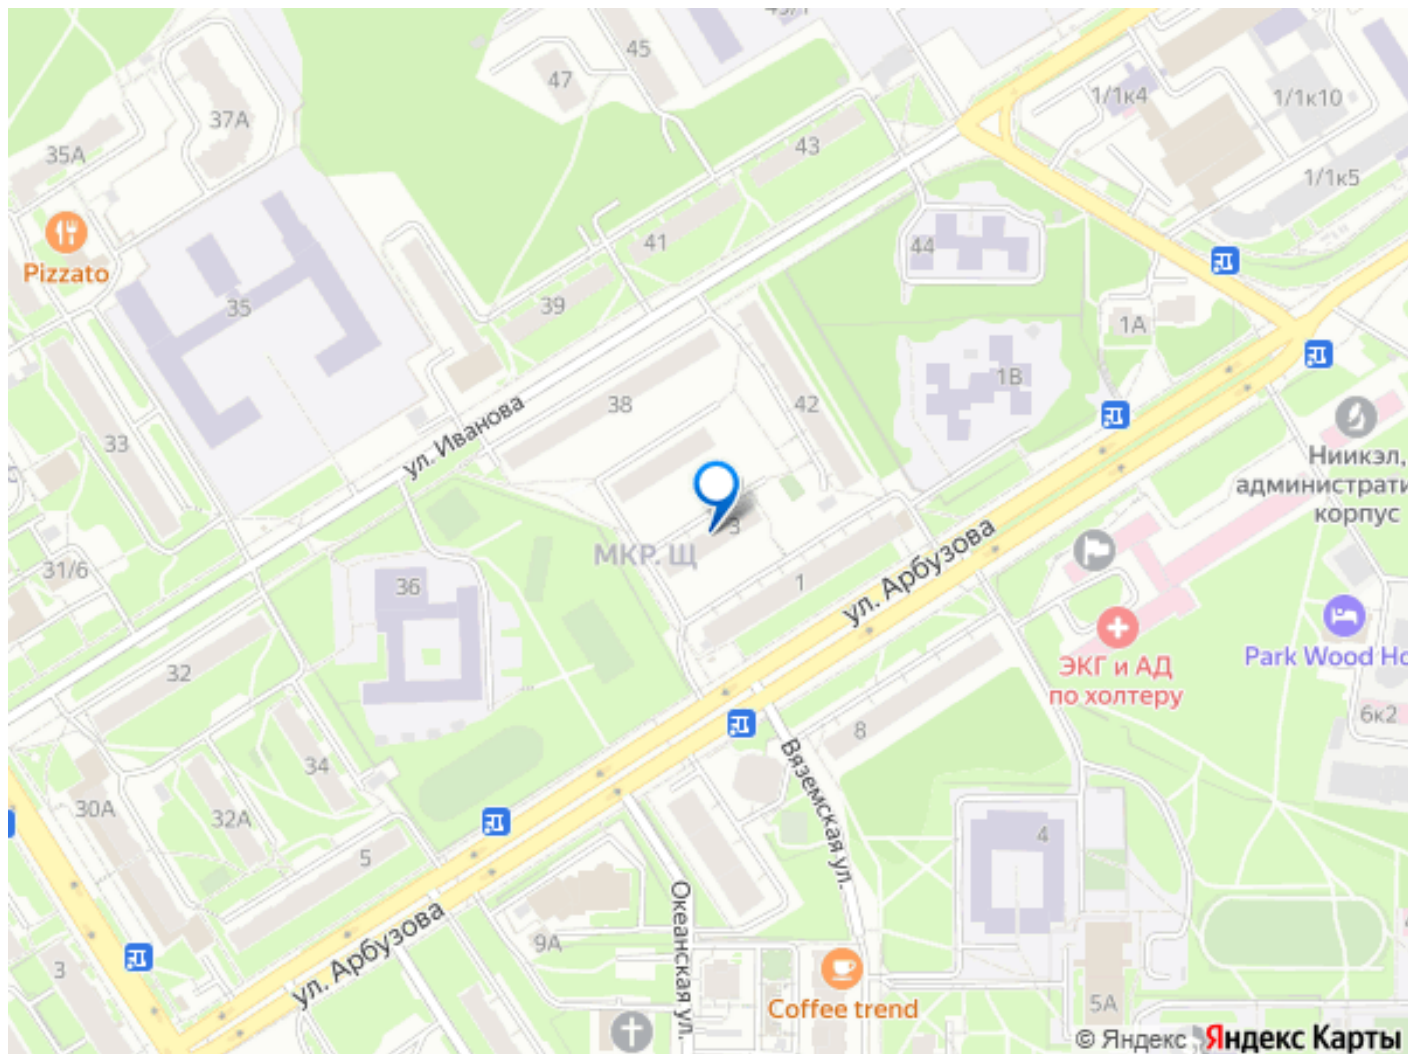 45
47
37А
1/1к4
1/1к10
43
35А
1/1к5
41
44
Pizzato
35
39
1А
38
42
1В
ул. Иванова
33
Ниикэл,
администрати
корпус
3
МКР. Щ
31/6
36
1
ул. Арбузова
ЭКГ и АД
по холтеру
Park Wood Ho
32
8
6к2
34
Вяземская ул.
30А
32А
5
4
Океанская ул.
9А
ул. Арбузова
3
Coffee trend
5А
© Яндекс Яндекс Карты